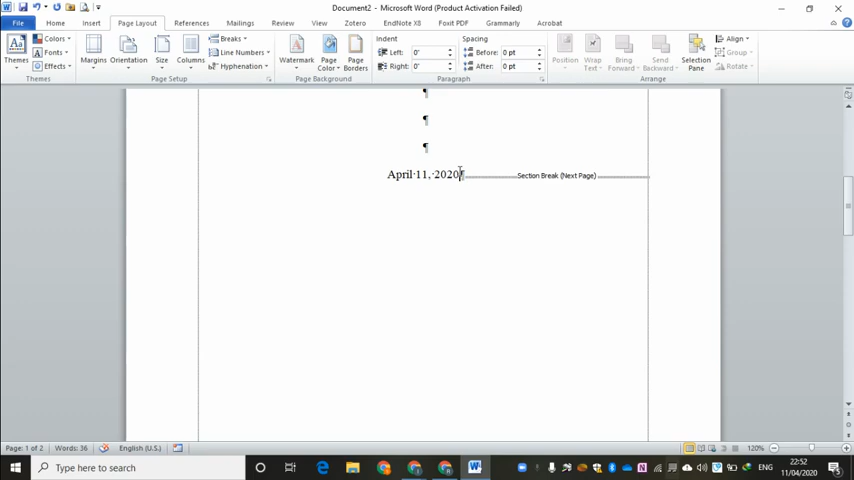 Document2 - Microsoft Word (Product Activation Failed)
File Home Insert Page Layout References Mailings Review View EndNote X8 Foxit PDF Grammarly Acrobat
Colors Breaks Indent Spacing Align
Fonts Line Numbers Left: 0" Before: 0 pt Group
Themes Effects Margins Orientation Size Columns Hyphenation Watermark Page Color Page Borders Right: 0" After: 0 pt Position Wrap Text Bring Forward Send Backward Selection Pane Rotate
Themes Page Setup Page Background Paragraph Arrange
¶
¶
¶
April·11,·2020¶ Section Break (Next Page)
Page: 1 of 2 Words: 36 English (U.S.) 120%
Type here to search ENG 22:52
11/04/2020 5